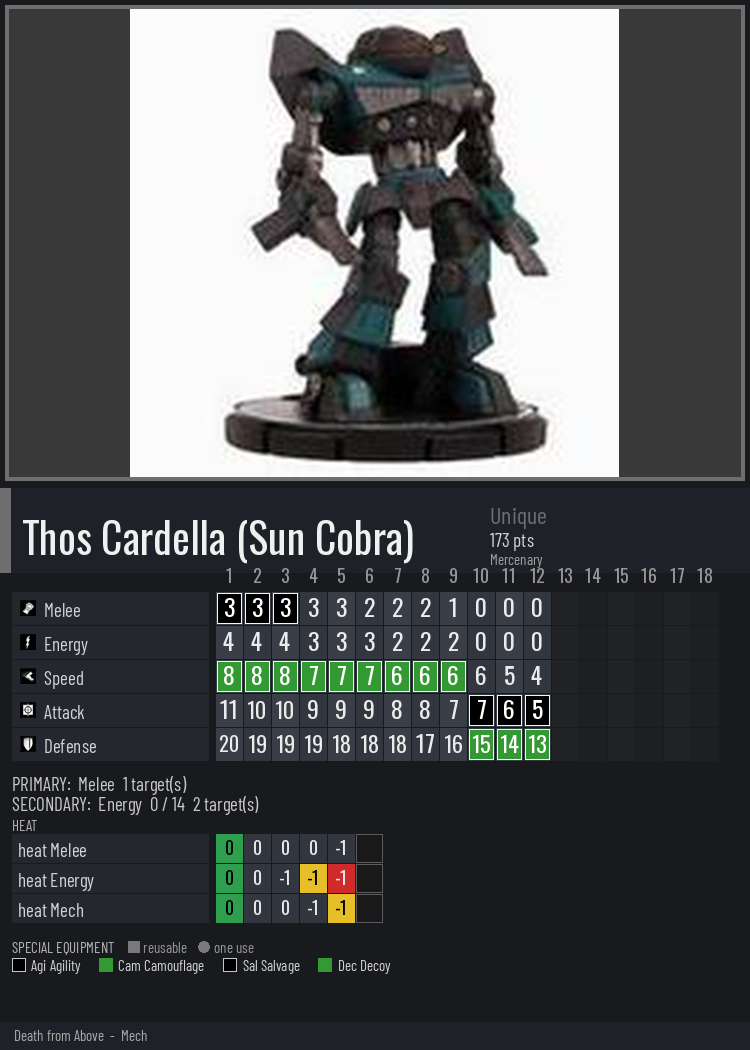 Thos Cardella (Sun Cobra)
Unique
173 pts
Mercenary
1 2 3 4 5 6 7 8 9 10 11 12 13 14 15 16 17 18
Melee 3 3 3 3 3 2 2 2 1 0 0 0
Energy 4 4 4 3 3 3 2 2 2 0 0 0
Speed 8 8 8 7 7 7 6 6 6 6 5 4
Attack 11 10 10 9 9 9 8 8 7 7 6 5
Defense 20 19 19 19 18 18 18 17 16 15 14 13
PRIMARY: Melee 1 target(s)
SECONDARY: Energy 0 / 14 2 target(s)
HEAT
heat Melee 0 0 0 0 -1
heat Energy 0 0 -1 -1 -1
heat Mech 0 0 0 -1 -1
SPECIAL EQUIPMENT reusable one use
Agi Agility Cam Camouflage Sal Salvage Dec Decoy
Death from Above - Mech